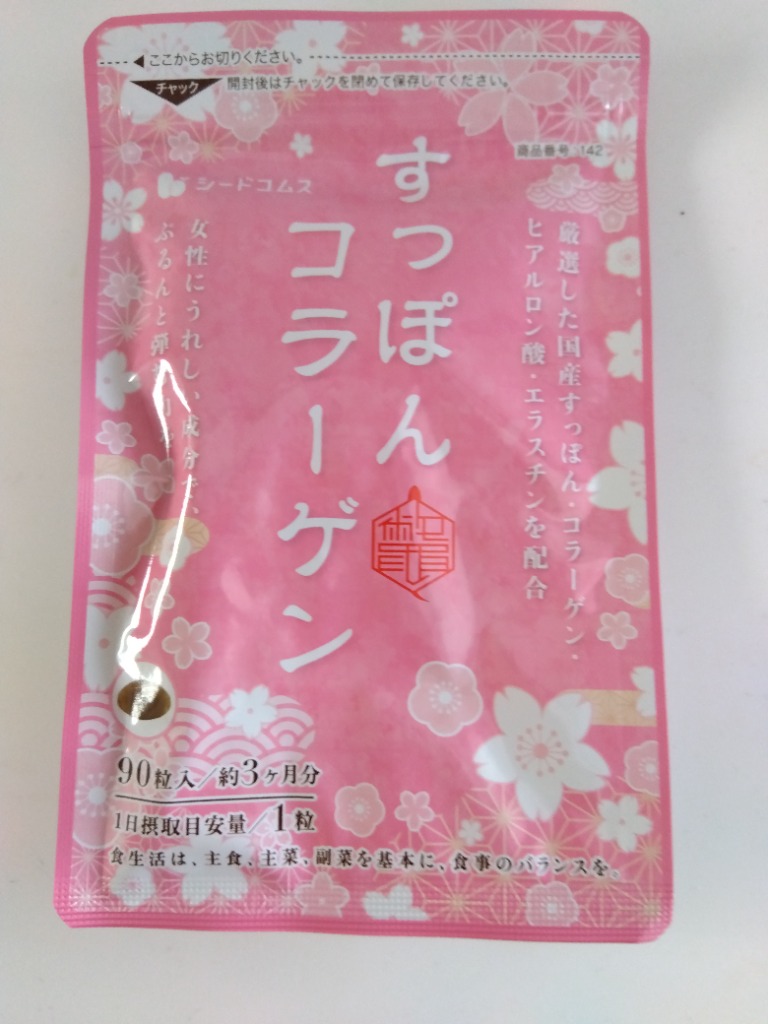 ここからお切りください。
チャック
開封後はチャックを閉めて保存してください。
商品番号:142
シードコムス
厳選した国産すっぽん・コラーゲン・
ヒアルロン酸・エラスチンを配合
すっぽん
コラーゲン
女性にうれしい成分で、
ぷるんと弾
90粒入/約3ヶ月分
1日摂取目安量/1粒
食生活は、主食、主菜、副菜を基本に、食事のバランスを。